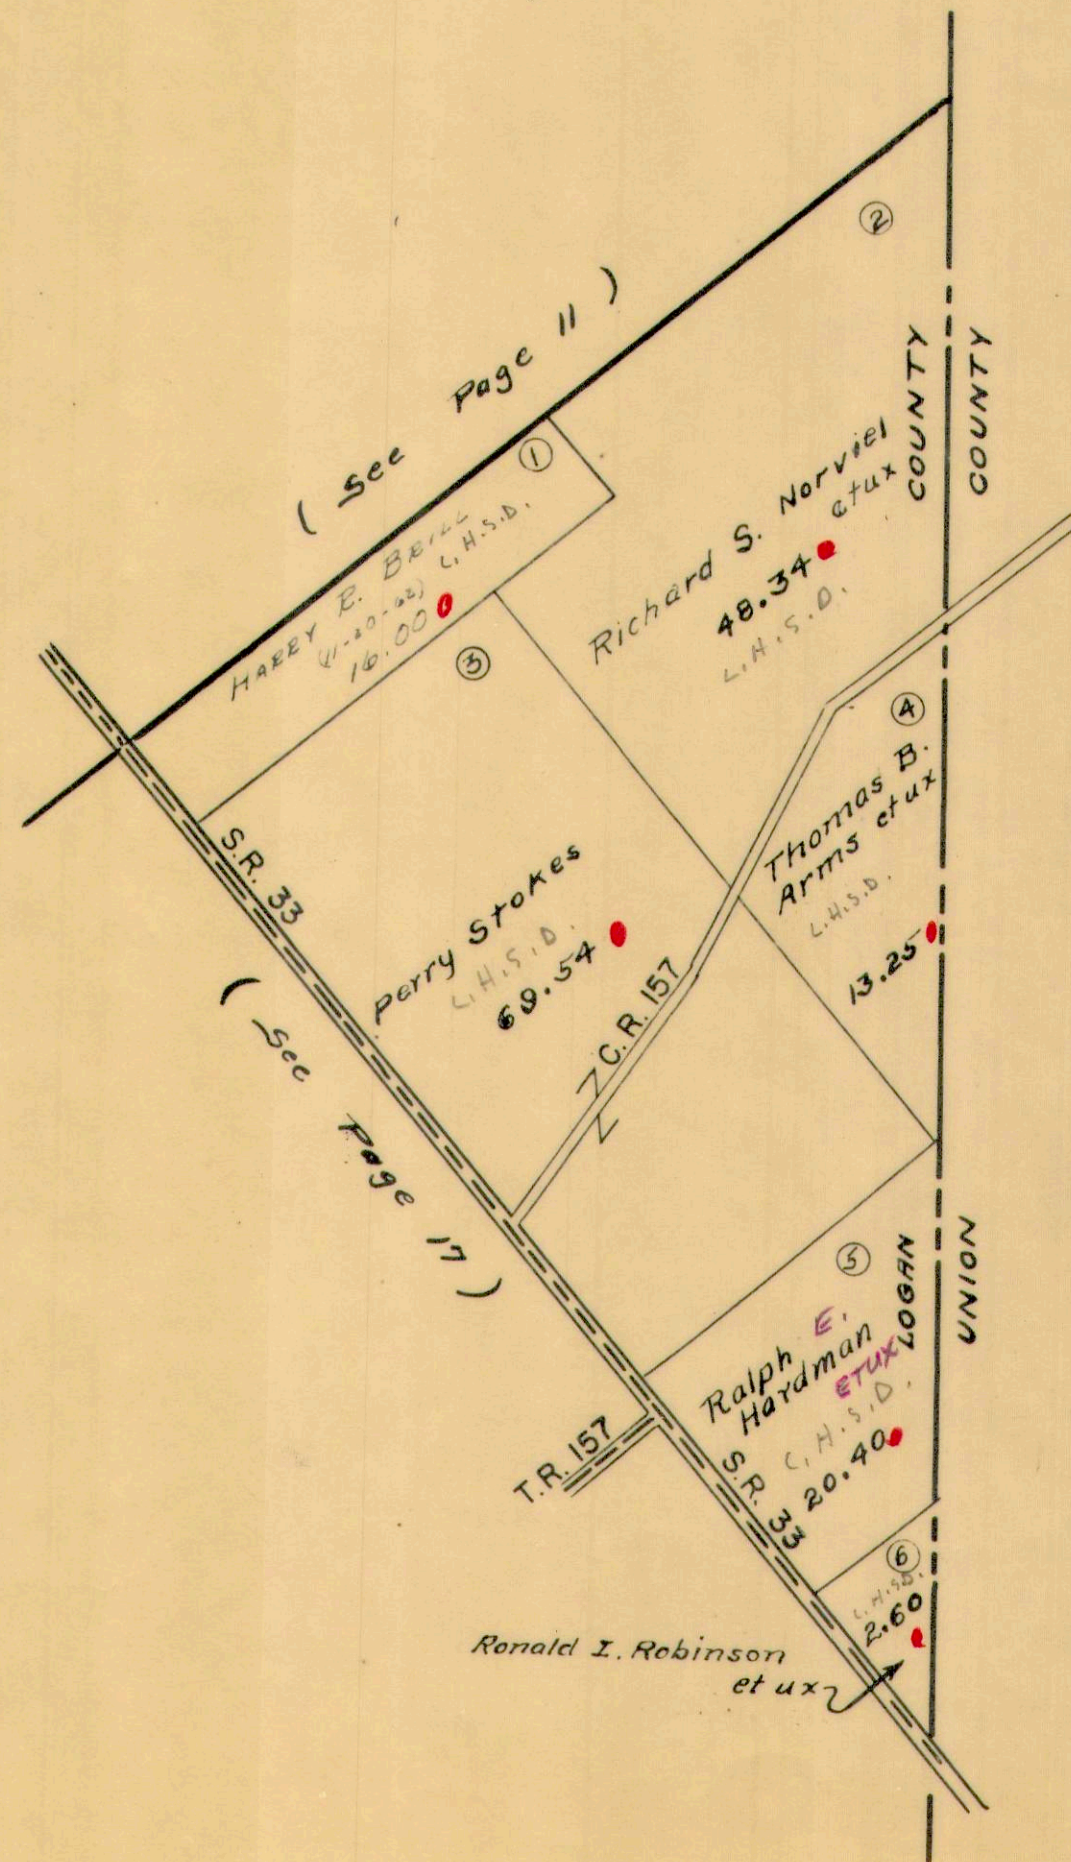 ( See Page 11 )
②
COUNTY
COUNTY
①
HARRY R. BRILL
(11-20-62) L.H.S.D.
16.00
Richard S. Norviel
etux
48.34
L.H.S.D.
③
④
Thomas B.
Arms etux
L.H.S.D.
13.25
S.R. 33
Perry Stokes
L.H.S.D.
69.54
C.R. 157
( See Page 17 )
⑤
LOGAN
UNION
Ralph E.
Hardman
ETUX
L.H.S.D.
20.40
T.R. 157
S.R. 33
⑥
L.H.S.D.
2.60
Ronald I. Robinson
et ux